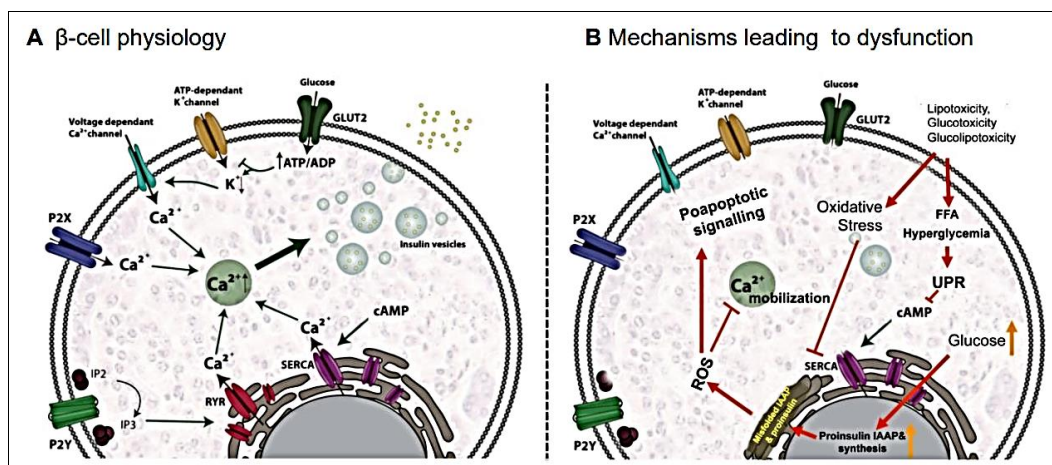 A β-cell physiology
ATP-dependant
K⁺channel
Glucose
GLUT2
Voltage dependant
Ca²⁺channel
↑ATP/ADP
K⁺↓
Ca²⁺
P2X
Ca²⁺
Insulin vesicles
Ca²⁺↑
Ca²⁺
cAMP
Ca²⁺
SERCA
RYR
IP2
IP3
P2Y
B Mechanisms leading to dysfunction
ATP-dependant
K⁺channel
Glucose
GLUT2
Lipotoxicity,
Glucotoxicity
Glucolipotoxicity
Voltage dependant
Ca²⁺channel
Poapoptotic
signalling
Oxidative
Stress
FFA
Hyperglycemia
P2X
UPR
Ca²⁺
mobilization
cAMP
Glucose
SERCA
ROS
Misfolded IAAP
& proinsulin
Proinsulin IAAP&
synthesis
P2Y